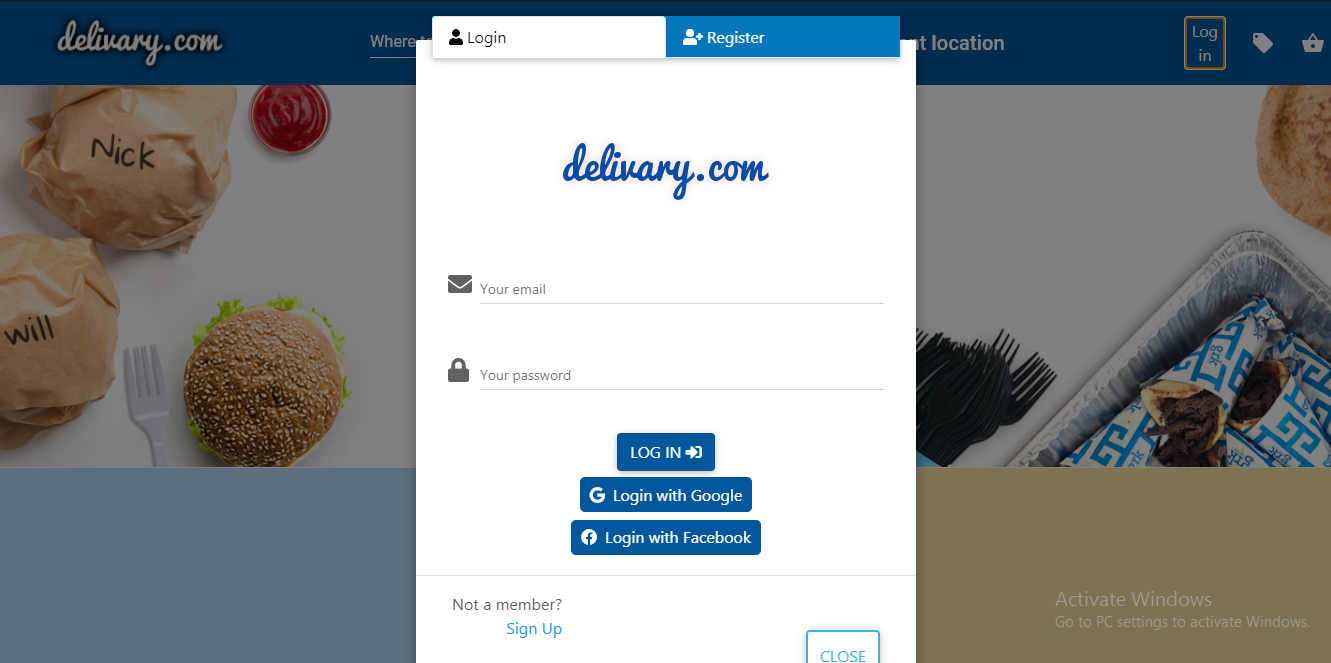 delivary.com
Where to
nt location
Log
in
Login
Register
delivary.com
Your email
Your password
LOG IN
Login with Google
Login with Facebook
Not a member?
Sign Up
CLOSE
Nick
will
grk
Activate Windows
Go to PC settings to activate Windows.